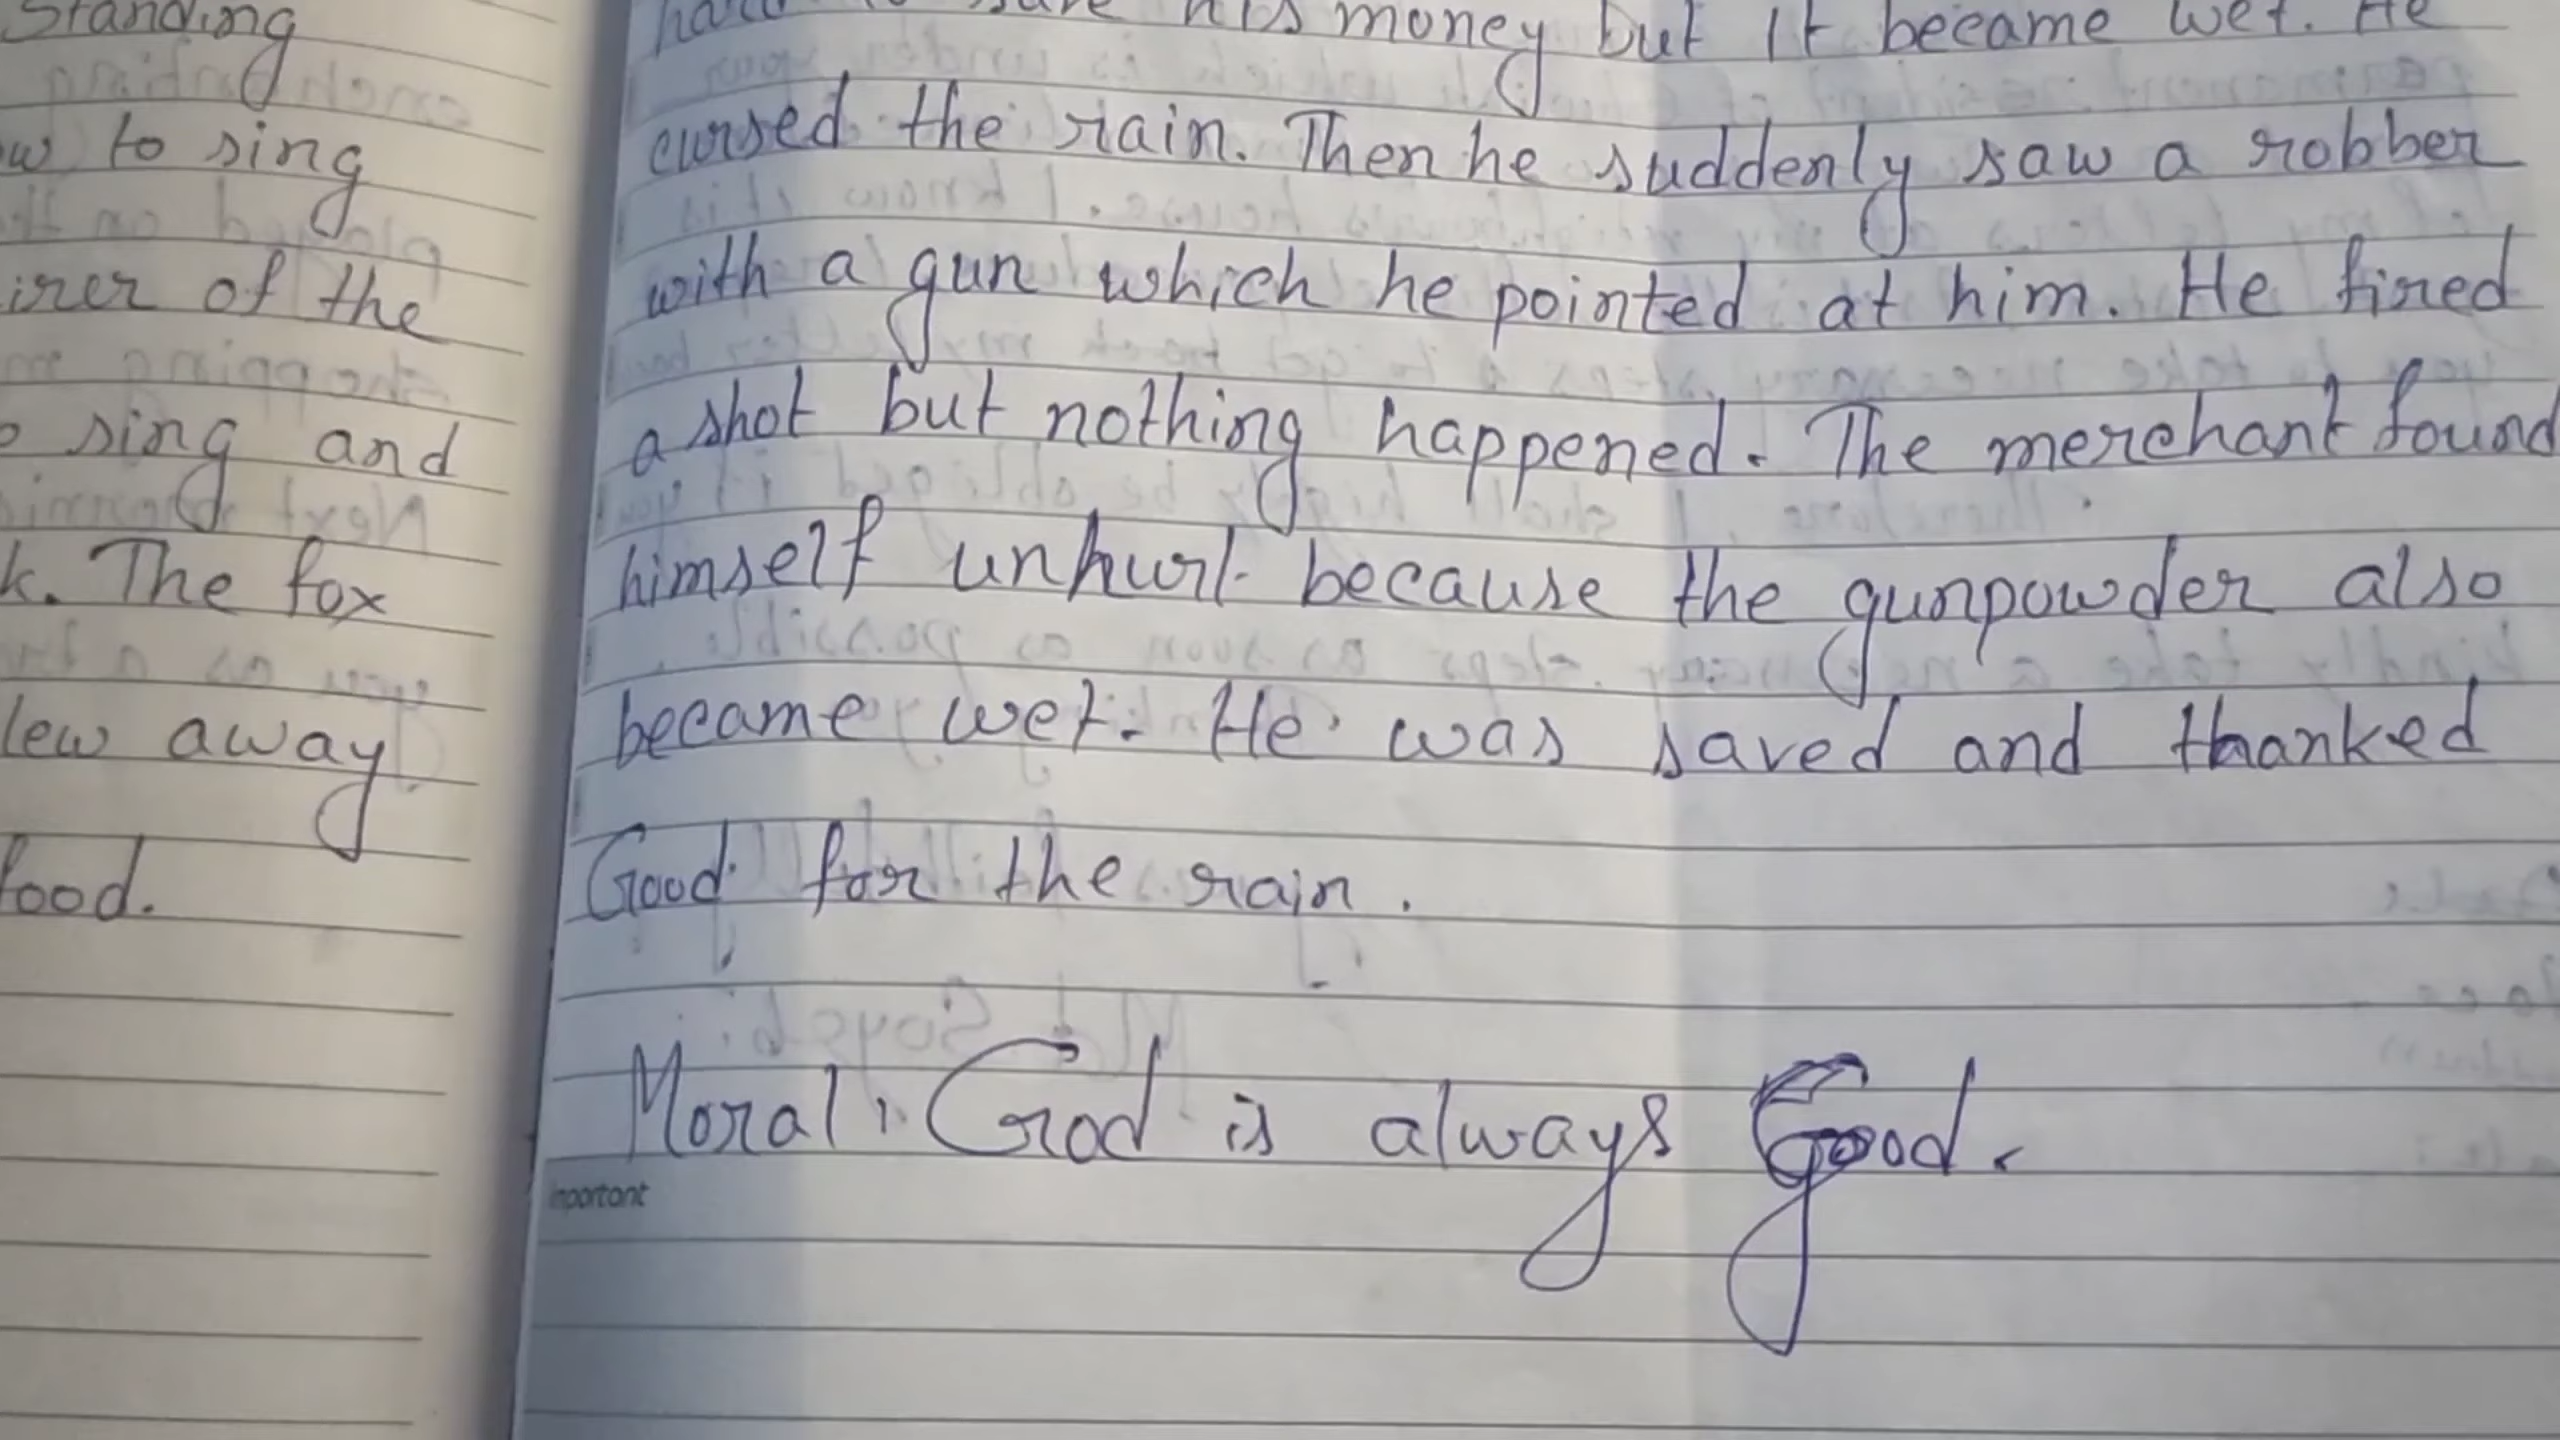 Standing
to sing
of the
sing and
The fox
away
food.
his money but it became wet. He
cursed the rain. Then he suddenly saw a robber
with a gun which he pointed at him. He fired
a shot but nothing happened. The merchant found
himself unhurt because the gunpowder also
became wet. He was saved and thanked
Good for the rain.
Moral: God is always Good.
important